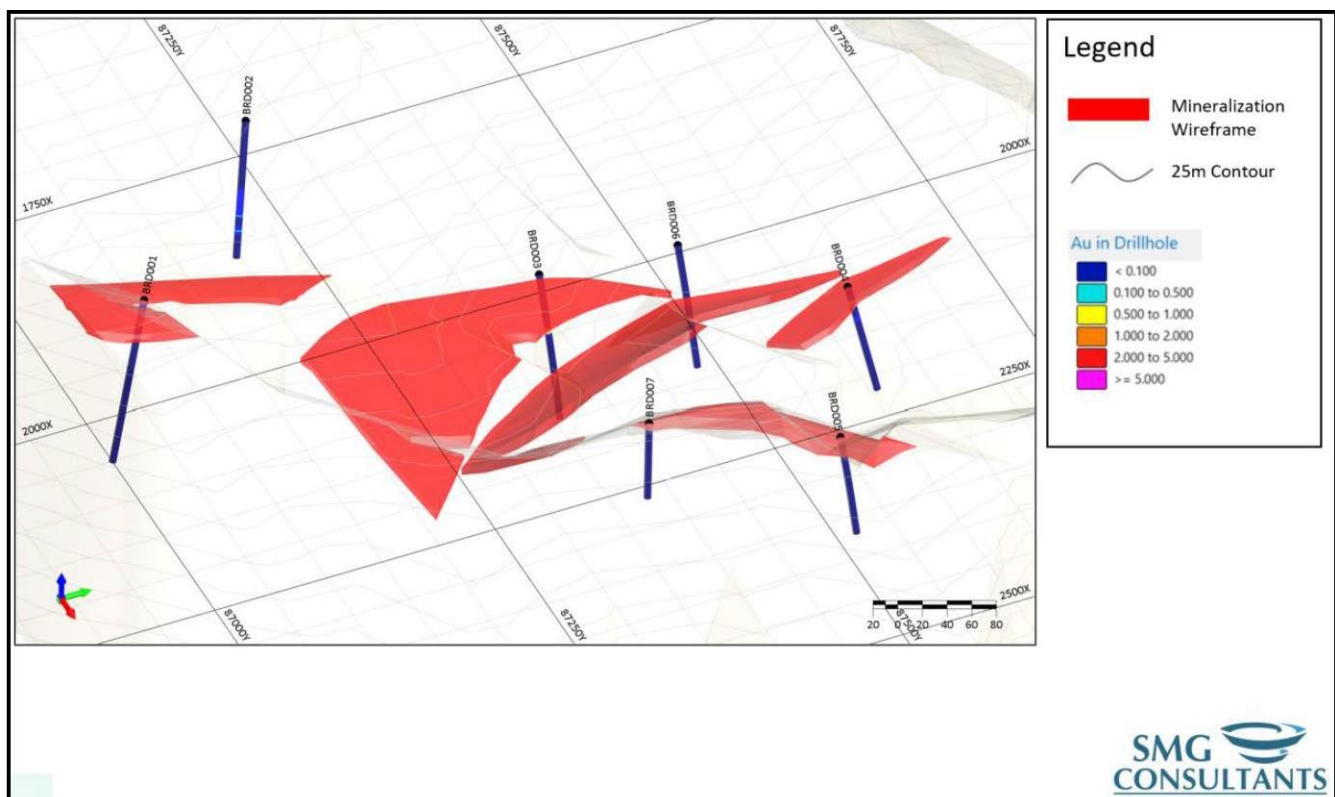 87250Y
87500Y
87750Y
BRD002
2000X
1750X
BRD006
BRD003
BRD001
BRD004
2250X
BRD007
BRD005
2000X
2500X
87000Y
87250Y
87500Y
20 0 20 40 60 80
Legend
Mineralization
Wireframe
25m Contour
Au in Drillhole
< 0.100
0.100 to 0.500
0.500 to 1.000
1.000 to 2.000
2.000 to 5.000
>= 5.000
SMG
CONSULTANTS